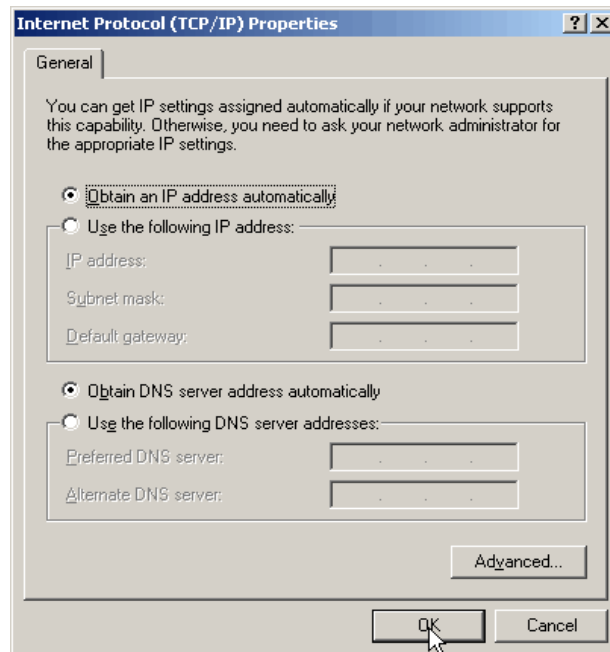 Internet Protocol (TCP/IP) Properties
General
You can get IP settings assigned automatically if your network supports
this capability. Otherwise, you need to ask your network administrator for
the appropriate IP settings.
Obtain an IP address automatically
Use the following IP address:
IP address:
Subnet mask:
Default gateway:
Obtain DNS server address automatically
Use the following DNS server addresses:
Preferred DNS server:
Alternate DNS server:
Advanced...
OK
Cancel